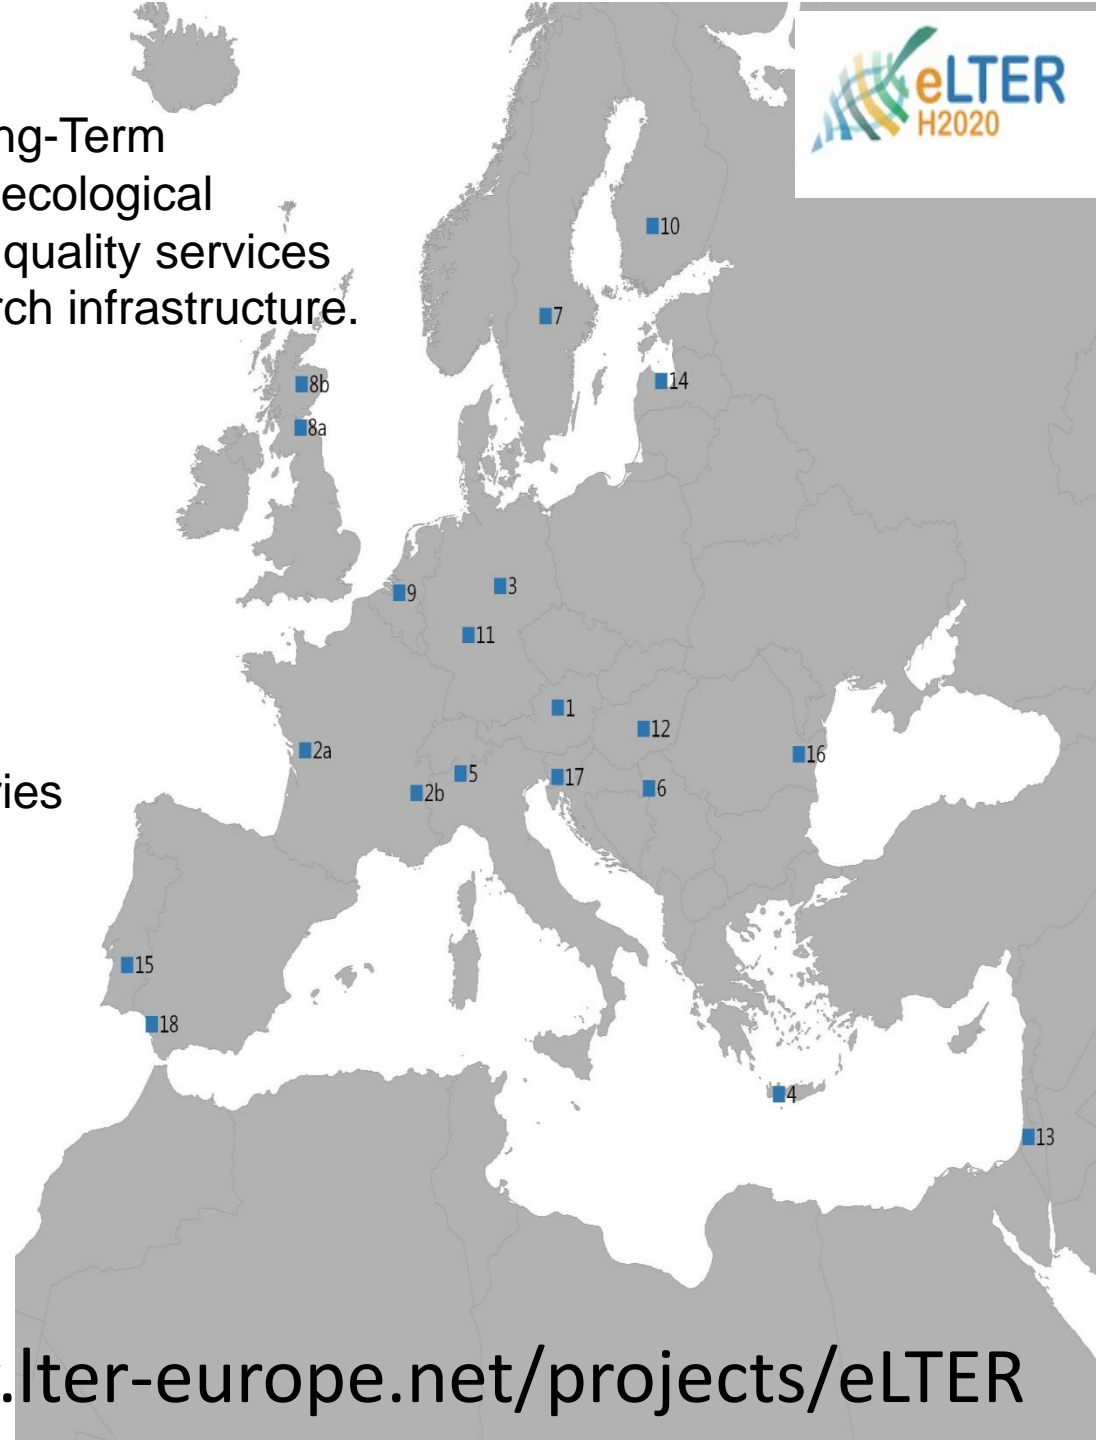 eLTER
H2020
ng-Term
ecological
quality services
rch infrastructure.
10
7
8b
14
8a
3
9
11
1
12
2a
16
5
17
2b
6
ries
15
18
4
13
.lter-europe.net/projects/eLTER